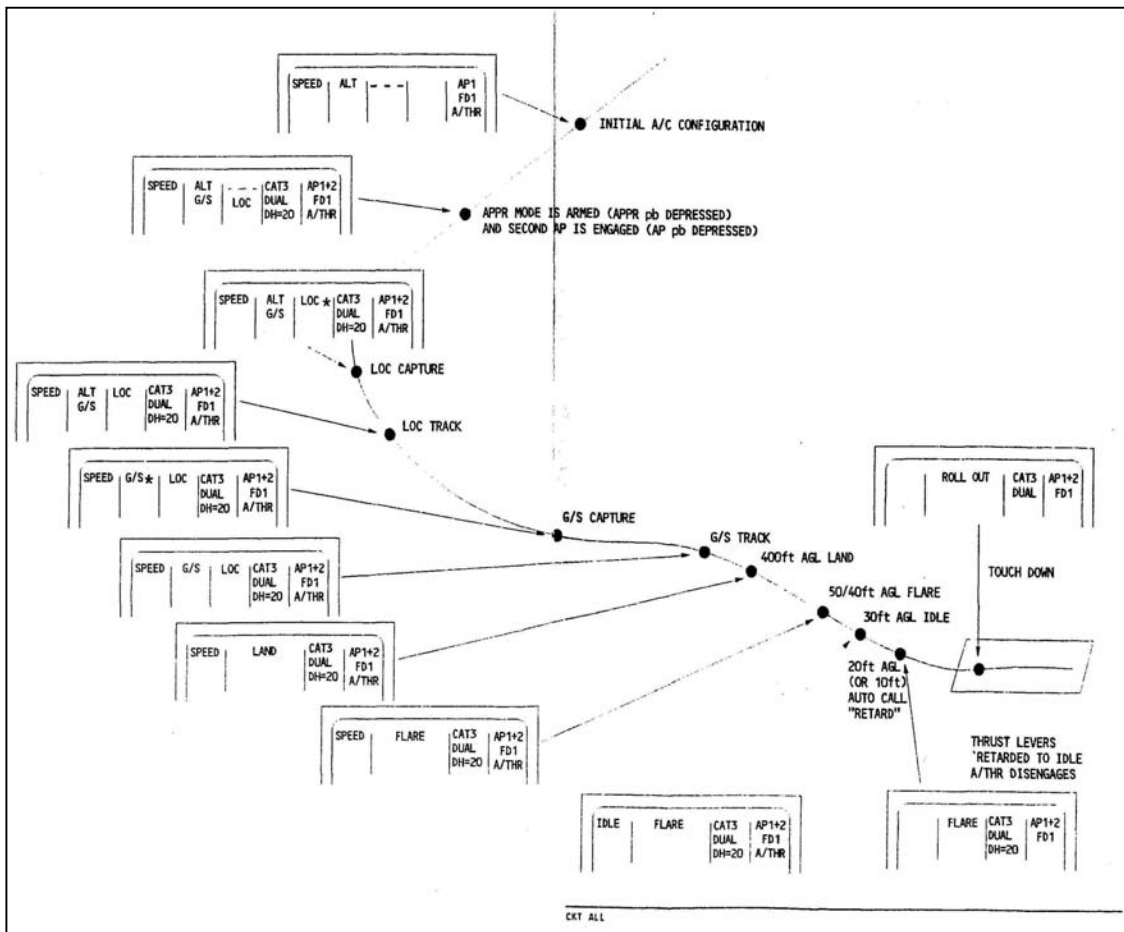 SPEED ALT --- AP1
FD1
A/THR
INITIAL A/C CONFIGURATION
SPEED ALT --- CAT3 AP1+2
G/S LOC DUAL FD1
DH=20 A/THR
APPR MODE IS ARMED (APPR pb DEPRESSED)
AND SECOND AP IS ENGAGED (AP pb DEPRESSED)
SPEED ALT LOC * CAT3 AP1+2
G/S DUAL FD1
DH=20 A/THR
LOC CAPTURE
SPEED ALT LOC CAT3 AP1+2
G/S DUAL FD1
DH=20 A/THR
LOC TRACK
SPEED G/S* LOC CAT3 AP1+2
DUAL FD1
DH=20 A/THR
G/S CAPTURE
SPEED G/S LOC CAT3 AP1+2
DUAL FD1
DH=20 A/THR
G/S TRACK
400ft AGL LAND
SPEED LAND CAT3 AP1+2
DUAL FD1
DH=20 A/THR
50/40ft AGL FLARE
SPEED FLARE CAT3 AP1+2
DUAL FD1
DH=20 A/THR
30ft AGL IDLE
IDLE FLARE CAT3 AP1+2
DUAL FD1
DH=20 A/THR
20ft AGL
(OR 10ft)
AUTO CALL
"RETARD"
ROLL OUT CAT3 AP1+2
DUAL FD1
TOUCH DOWN
THRUST LEVERS
RETARDED TO IDLE
A/THR DISENGAGES
FLARE CAT3 AP1+2
DUAL FD1
DH=20
CKT ALL